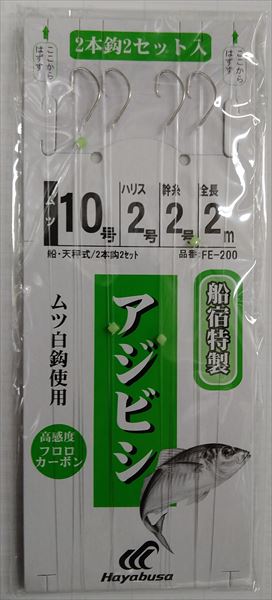 2本鈎2セット入
ここから
はずす
ここから
はずす
ムツ 10号
ハリス 2号
幹糸 2号
全長 2m
船・天秤式/2本鈎2セット
品番:FE-200
船宿特製
アジビシ
ムツ白鈎使用
高感度
フロロ
カーボン
Hayabusa